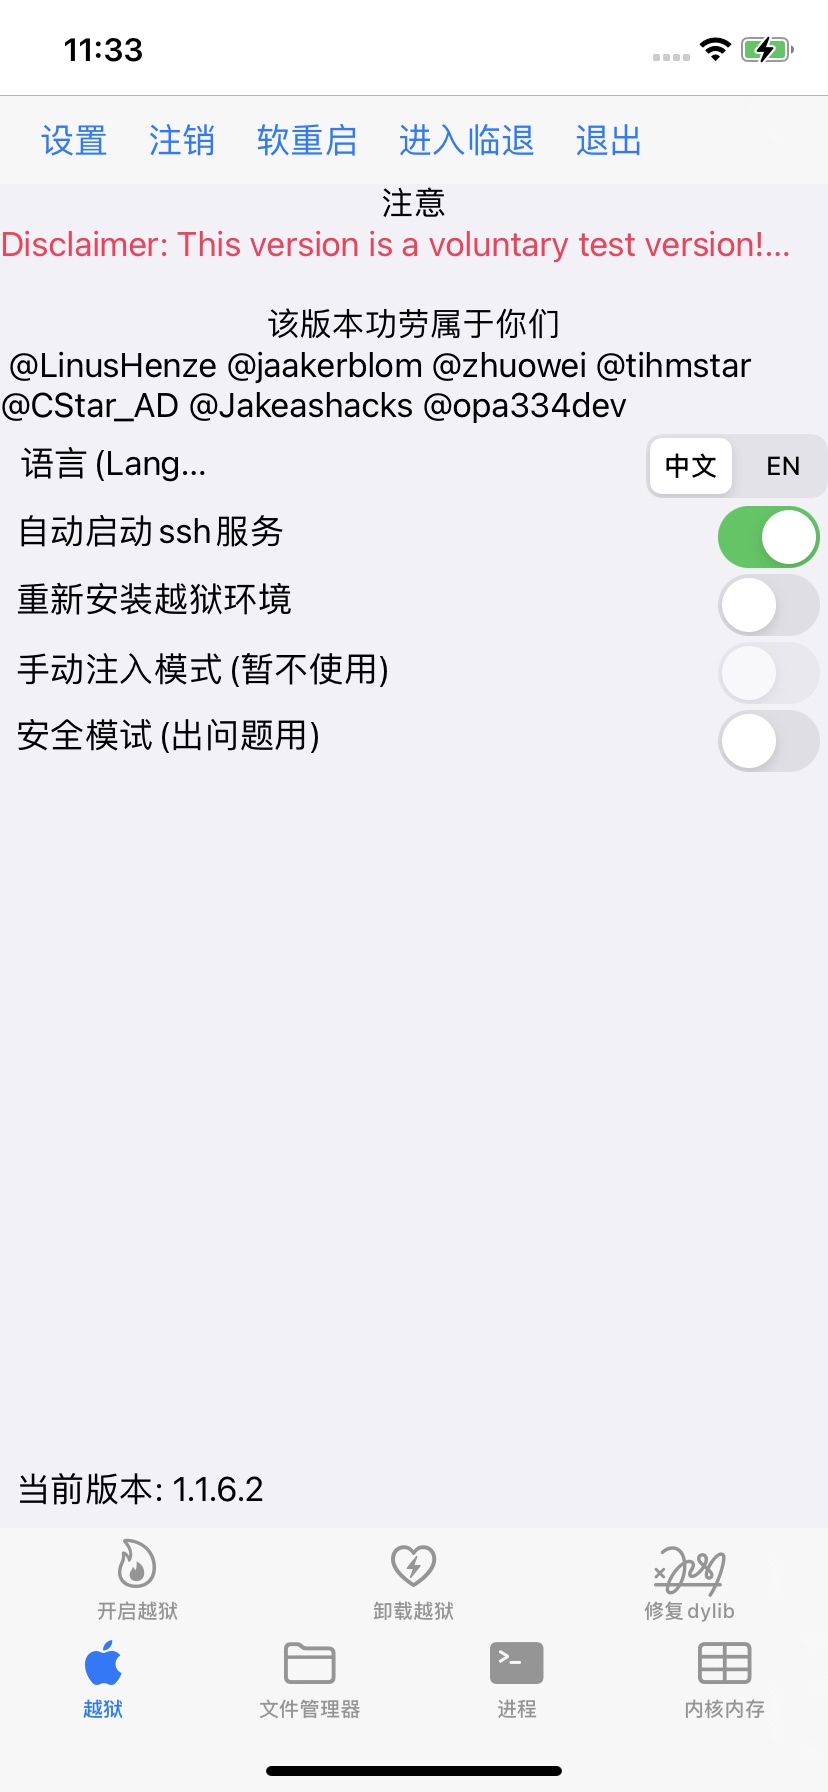 11:33
设置 注销 软重启 进入临退 退出
注意
Disclaimer: This version is a voluntary test version!...
该版本功劳属于你们
@LinusHenze @jaakerblom @zhuowei @tihmstar
@CStar_AD @Jakeashacks @opa334dev
语言 (Lang... 中文 EN
自动启动ssh服务
重新安装越狱环境
手动注入模式 (暂不使用)
安全模试 (出问题用)
当前版本: 1.1.6.2
开启越狱 卸载越狱 修复dylib
越狱 文件管理器 进程 内核内存